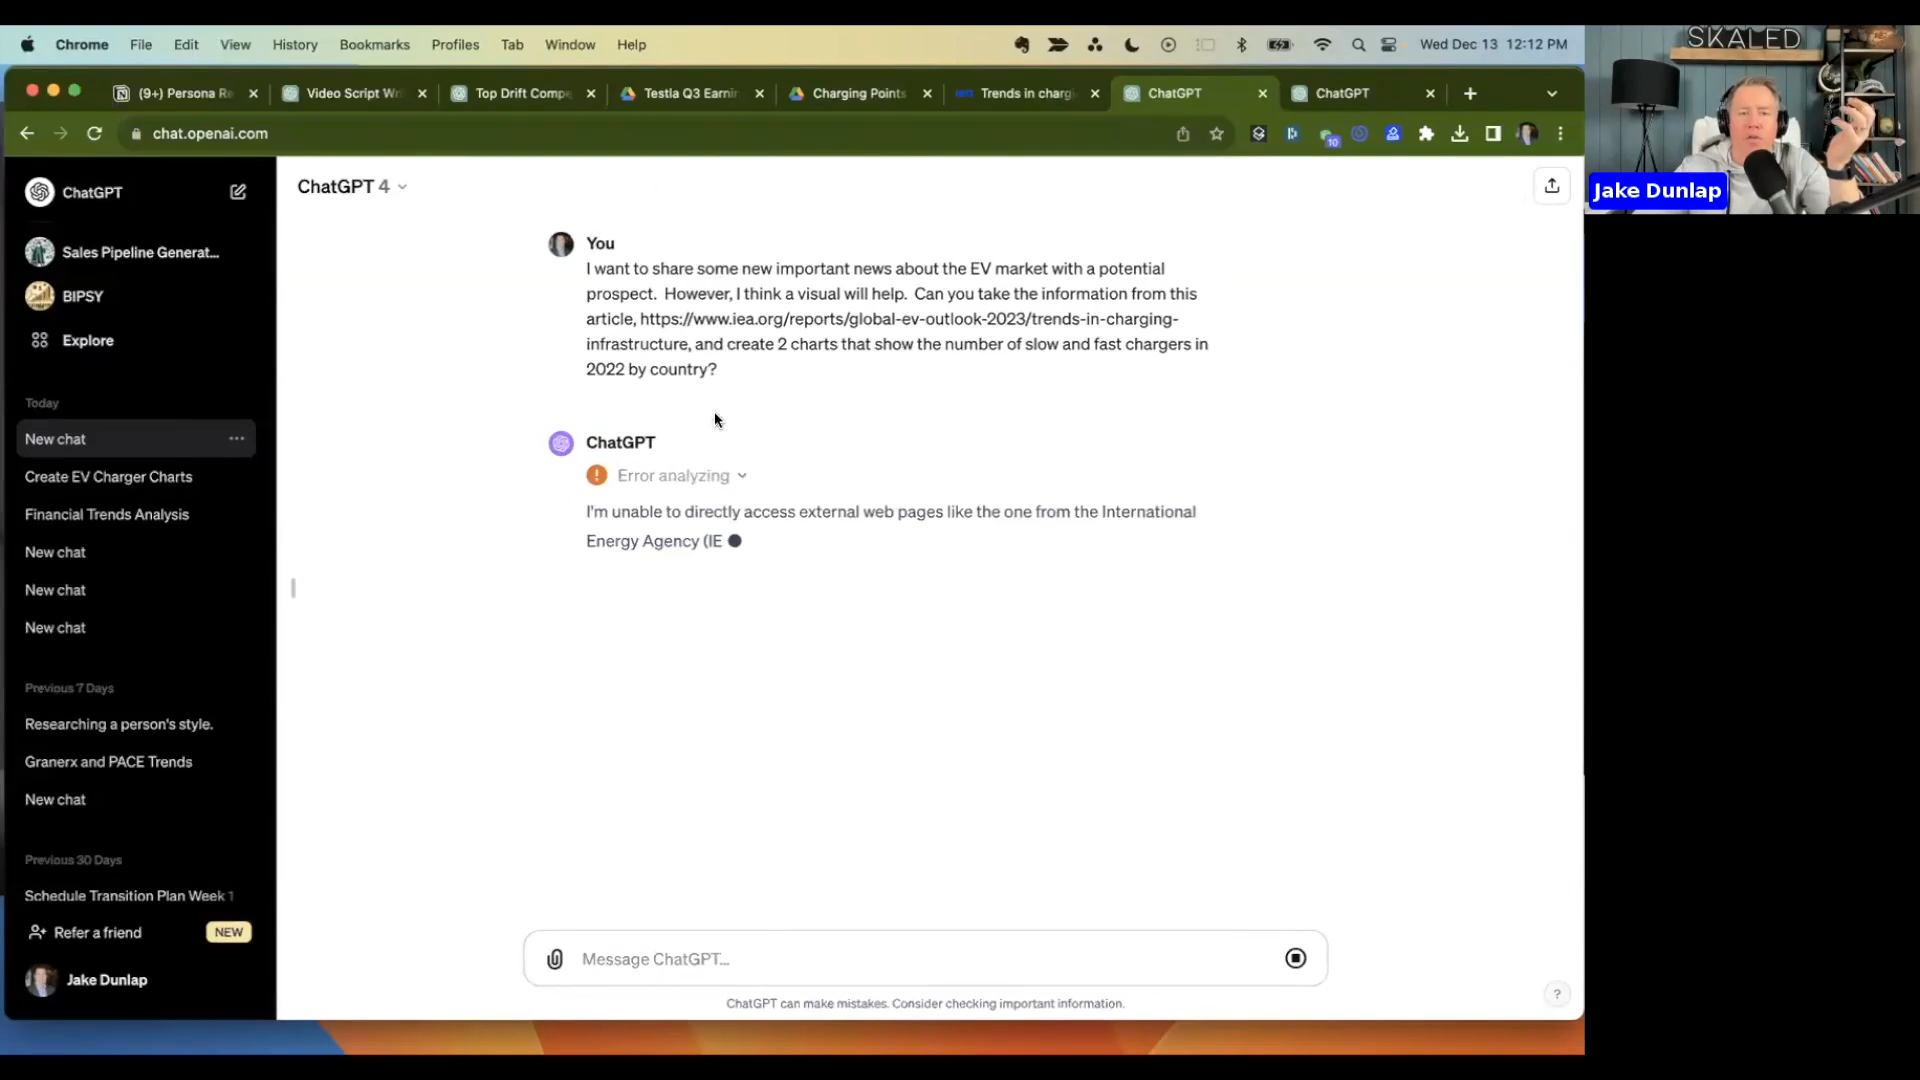 SKALED
Chrome File Edit View History Bookmarks Profiles Tab Window Help
Wed Dec 13 12:12 PM
(9+) Persona Re
Video Script Wr
Top Drift Compe
Testla Q3 Earnin
Charging Points
Trends in charg
ChatGPT
ChatGPT
chat.openai.com
10
Jake Dunlap
ChatGPT
ChatGPT 4
Sales Pipeline Generat...
BIPSY
Explore
Today
New chat
Create EV Charger Charts
Financial Trends Analysis
New chat
New chat
New chat
Previous 7 Days
Researching a person's style.
Granerx and PACE Trends
New chat
Previous 30 Days
Schedule Transition Plan Week 1
Refer a friend NEW
Jake Dunlap
You
I want to share some new important news about the EV market with a potential
prospect. However, I think a visual will help. Can you take the information from this
article, https://www.iea.org/reports/global-ev-outlook-2023/trends-in-charging-
infrastructure, and create 2 charts that show the number of slow and fast chargers in
2022 by country?
ChatGPT
Error analyzing
I'm unable to directly access external web pages like the one from the International
Energy Agency (IE
Message ChatGPT...
ChatGPT can make mistakes. Consider checking important information.
?